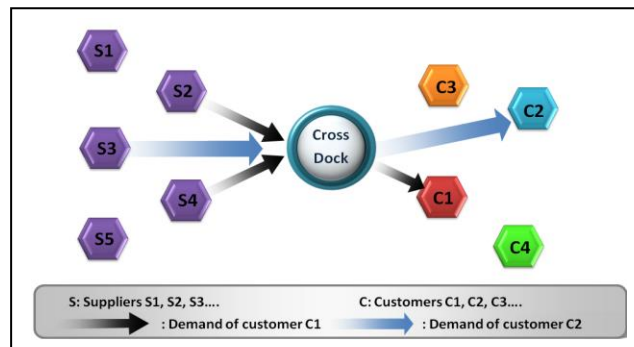 S1
S2
C3
C2
S3
Cross
Dock
S4
C1
S5
C4
S: Suppliers S1, S2, S3.... C: Customers C1, C2, C3....
: Demand of customer C1 : Demand of customer C2